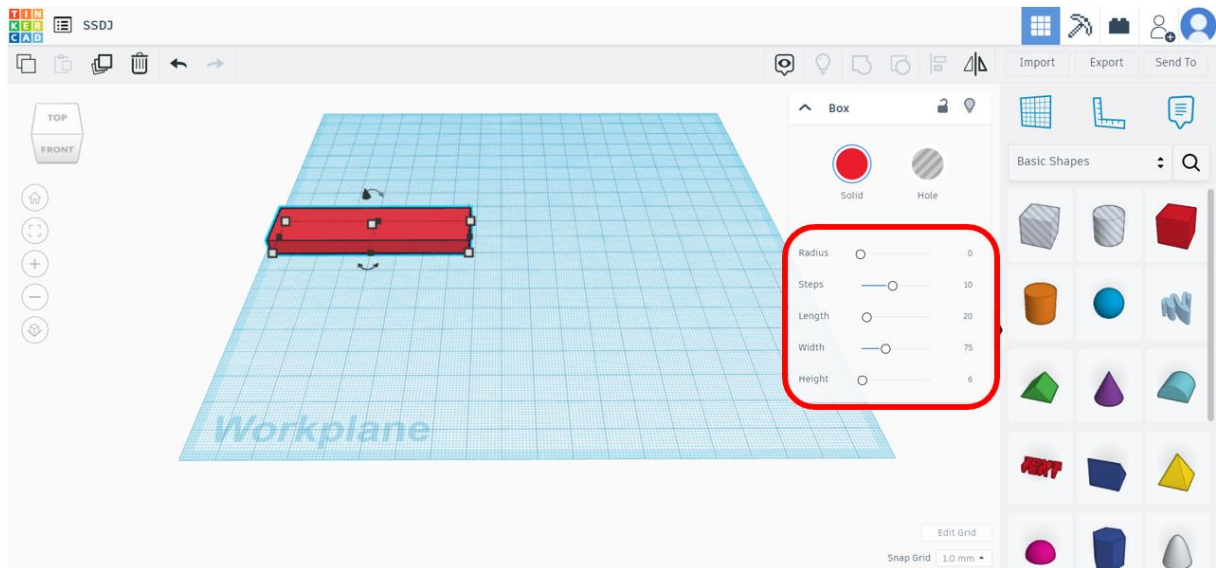 TIN
KER
CAD
SSDJ
Import
Export
Send To
TOP
FRONT
Box
Solid
Hole
Radius 0
Steps 10
Length 20
Width 75
Height 6
Basic Shapes
TEXT
Workplane
Edit Grid
Snap Grid 1.0 mm